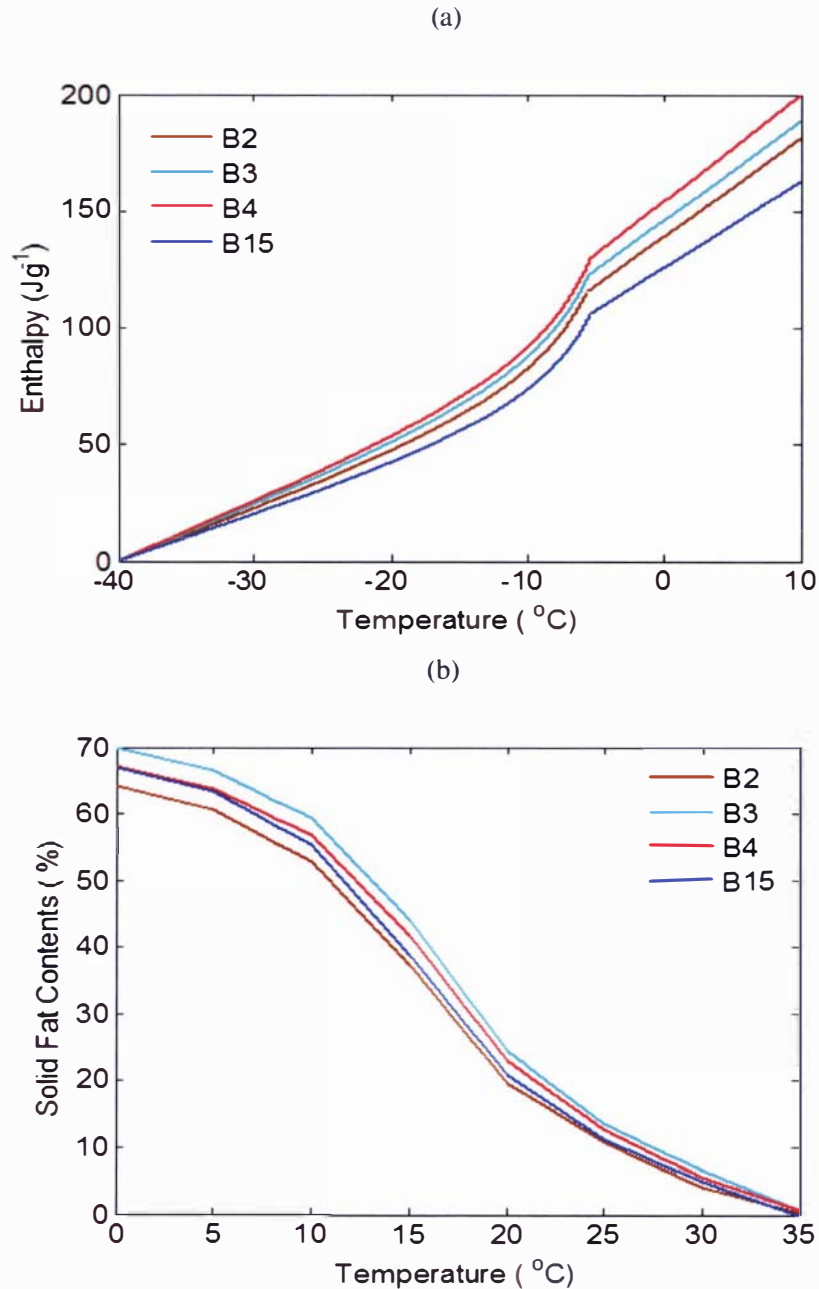 (a)
200
150
100
50
0
Enthalpy (Jg-1)
B2
B3
B4
B15
-40 -30 -20 -10 0 10
Temperature ( °C)
(b)
70
60
50
40
30
20
10
0
Solid Fat Contents ( %)
B2
B3
B4
B15
0 5 10 15 20 25 30 35
Temperature ( °C)